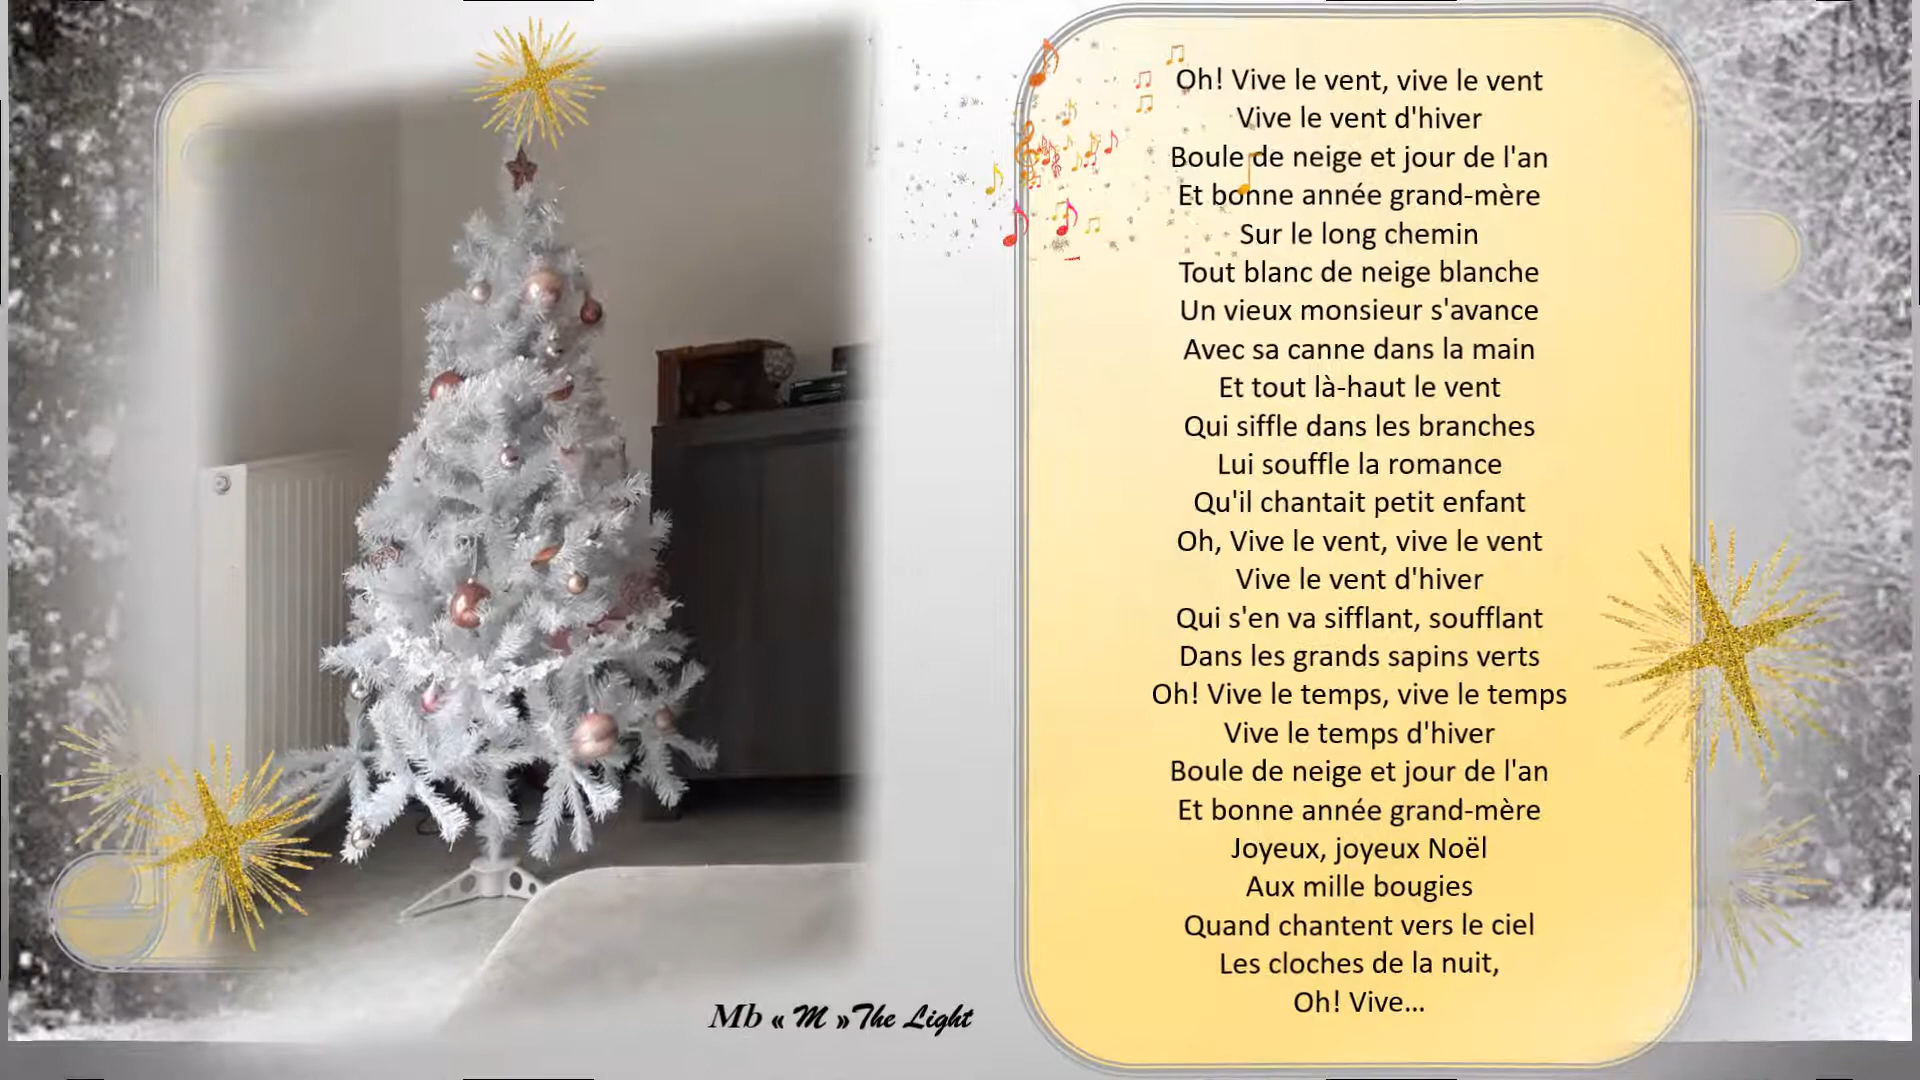 Oh! Vive le vent, vive le vent
Vive le vent d'hiver
Boule de neige et jour de l'an
Et bonne année grand-mère
Sur le long chemin
Tout blanc de neige blanche
Un vieux monsieur s'avance
Avec sa canne dans la main
Et tout là-haut le vent
Qui siffle dans les branches
Lui souffle la romance
Qu'il chantait petit enfant
Oh, Vive le vent, vive le vent
Vive le vent d'hiver
Qui s'en va sifflant, soufflant
Dans les grands sapins verts
Oh! Vive le temps, vive le temps
Vive le temps d'hiver
Boule de neige et jour de l'an
Et bonne année grand-mère
Joyeux, joyeux Noël
Aux mille bougies
Quand chantent vers le ciel
Les cloches de la nuit,
Oh! Vive...
Mb « M » The Light